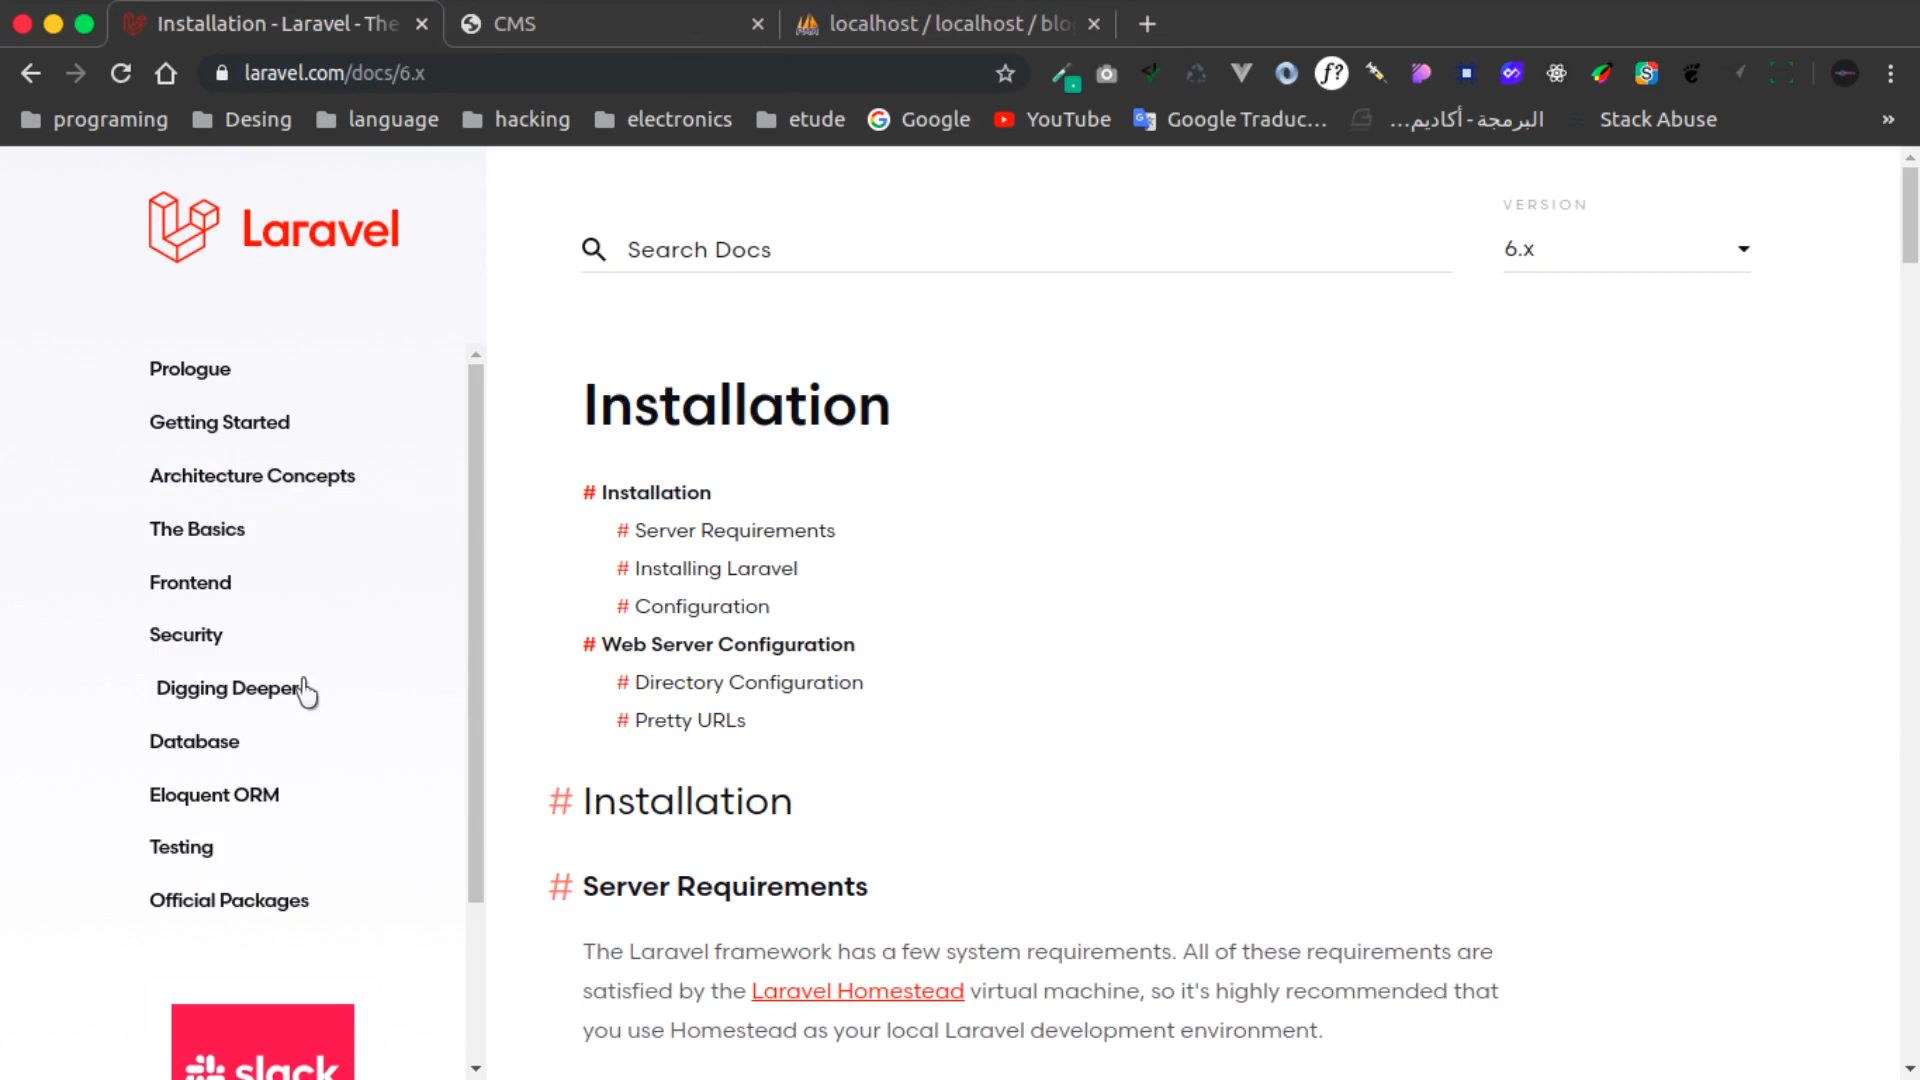 Installation - Laravel - The
CMS
localhost / localhost / blo
laravel.com/docs/6.x
f?
programing
Desing
language
hacking
electronics
etude
Google
YouTube
Google Traduc...
البرمجة - أكاديم...
Stack Abuse
»
Laravel
Search Docs
VERSION
6.x
Prologue
Getting Started
Architecture Concepts
The Basics
Frontend
Security
Digging Deeper
Database
Eloquent ORM
Testing
Official Packages
slack
Installation
# Installation
# Server Requirements
# Installing Laravel
# Configuration
# Web Server Configuration
# Directory Configuration
# Pretty URLs
# Installation
# Server Requirements
The Laravel framework has a few system requirements. All of these requirements are
satisfied by the Laravel Homestead virtual machine, so it's highly recommended that
you use Homestead as your local Laravel development environment.